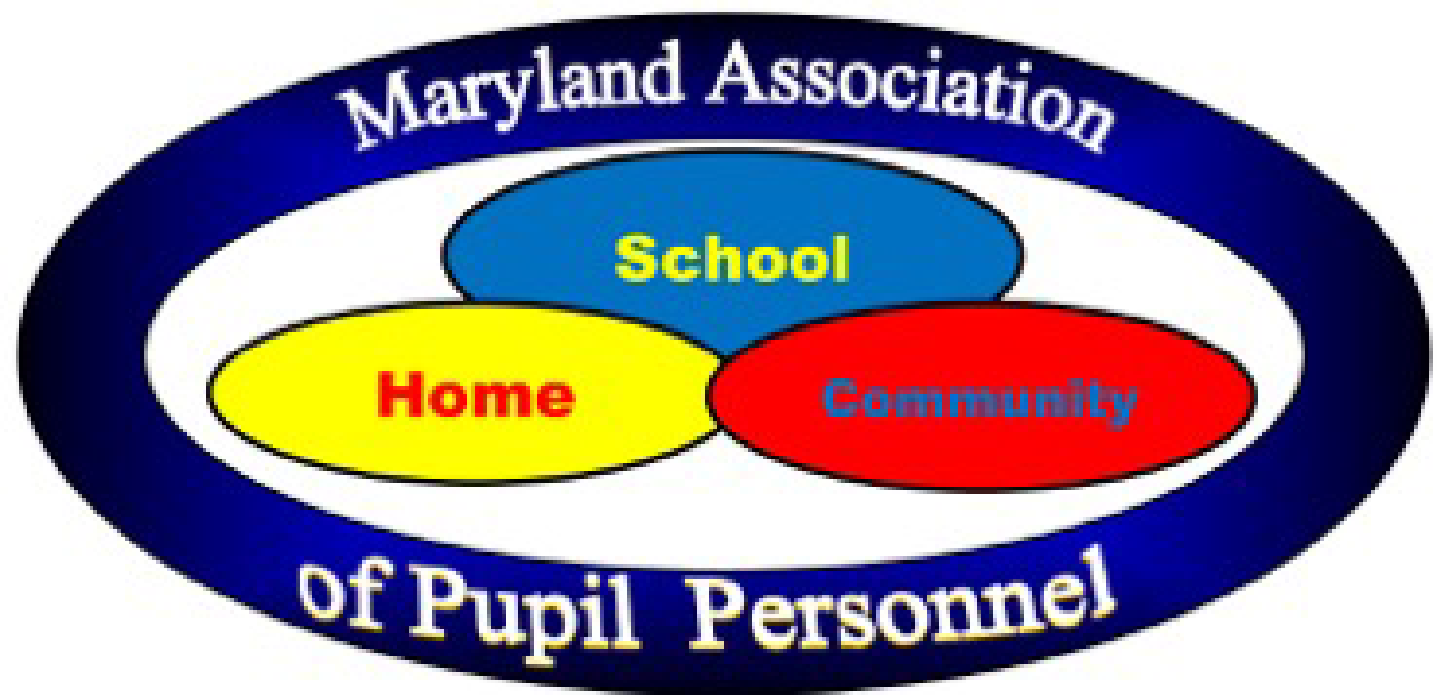 Maryland Association
School
Home
Community
of Pupil Personnel